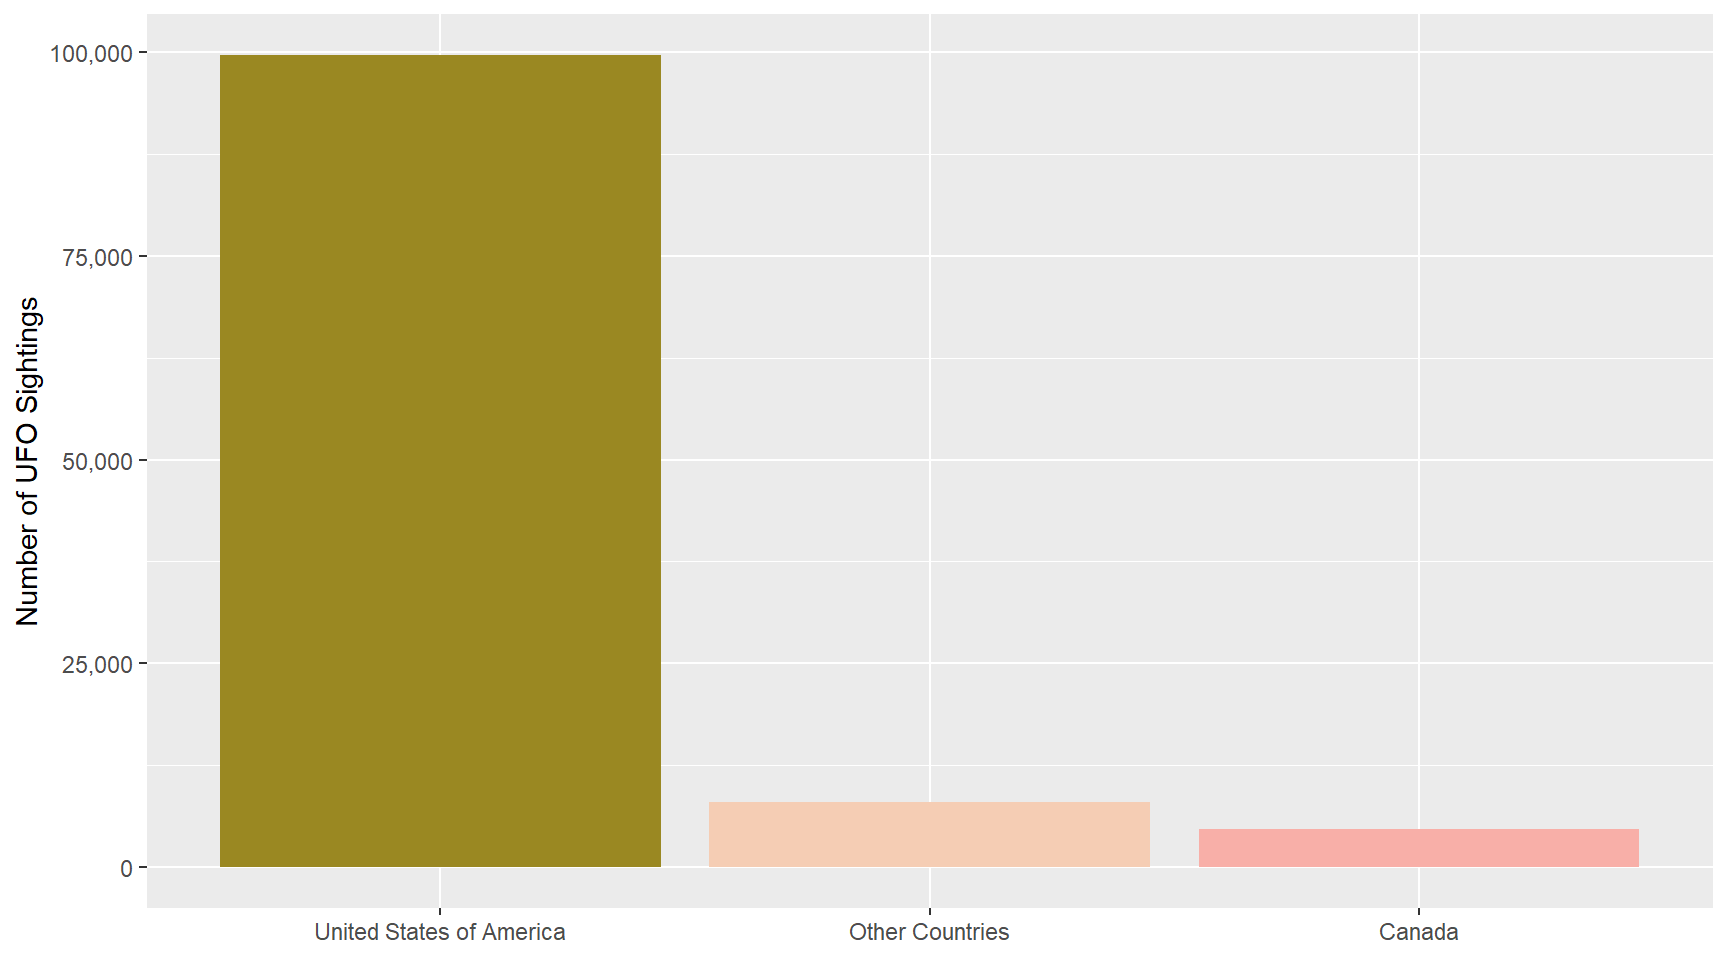 Number of UFO Sightings
100,000
75,000
50,000
25,000
0
United States of America
Other Countries
Canada